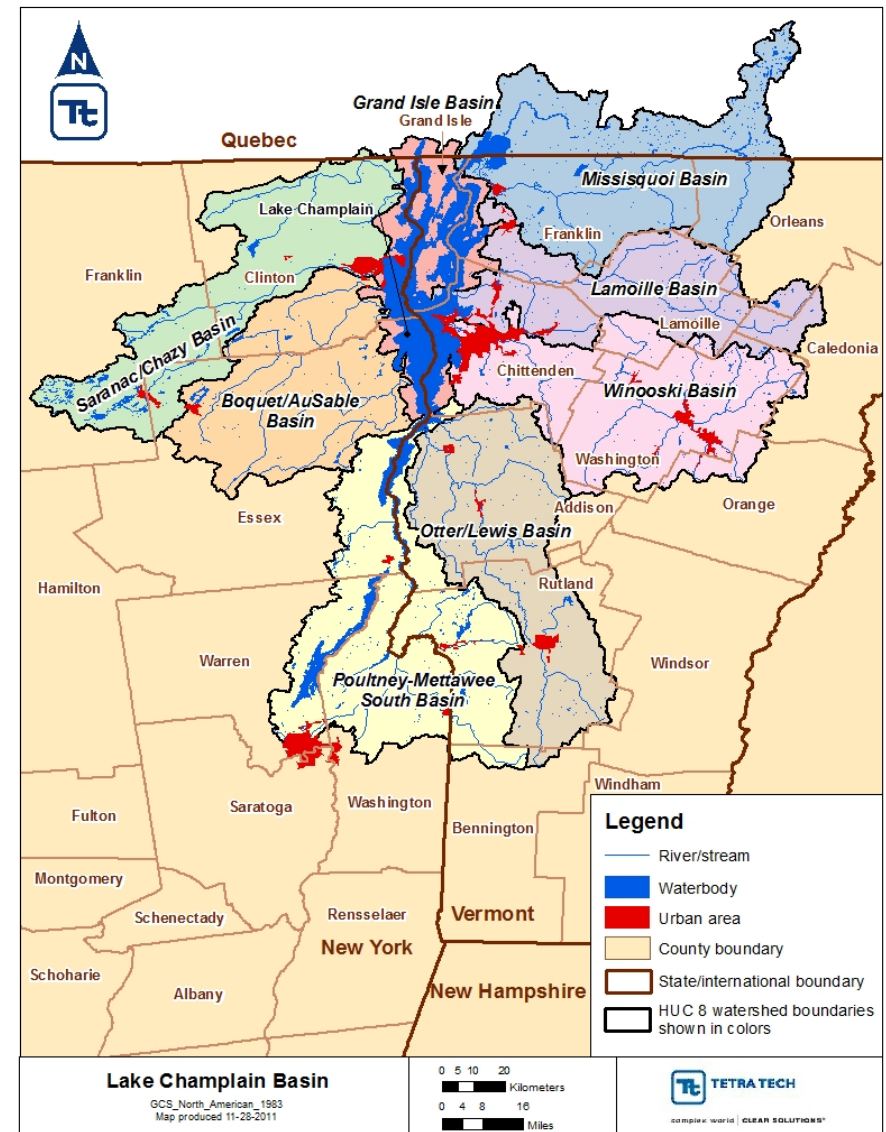 N
Tt
Grand Isle Basin
Grand Isle
Quebec
Missisquoi Basin
Lake Champlain
Orleans
Franklin
Franklin
Clinton
Lamoille Basin
Lamoille
Saranac/Chazy Basin
Caledonia
Chittenden
Winooski Basin
Boquet/AuSable
Basin
Washington
Essex
Addison
Orange
Otter/Lewis Basin
Hamilton
Rutland
Warren
Windsor
Poultney-Mettawee
South Basin
Windham
Saratoga
Washington
Fulton
Bennington
Montgomery
Schenectady
Rensselaer
Vermont
New York
Schoharie
Albany
New Hampshire
Legend
River/stream
Waterbody
Urban area
County boundary
State/international boundary
HUC 8 watershed boundaries
shown in colors
Lake Champlain Basin
GCS_North_American_1983
Map produced 11-28-2011
0 5 10 20
Kilometers
0 4 8 16
Miles
Tt TETRA TECH
complex world | CLEAR SOLUTIONS™